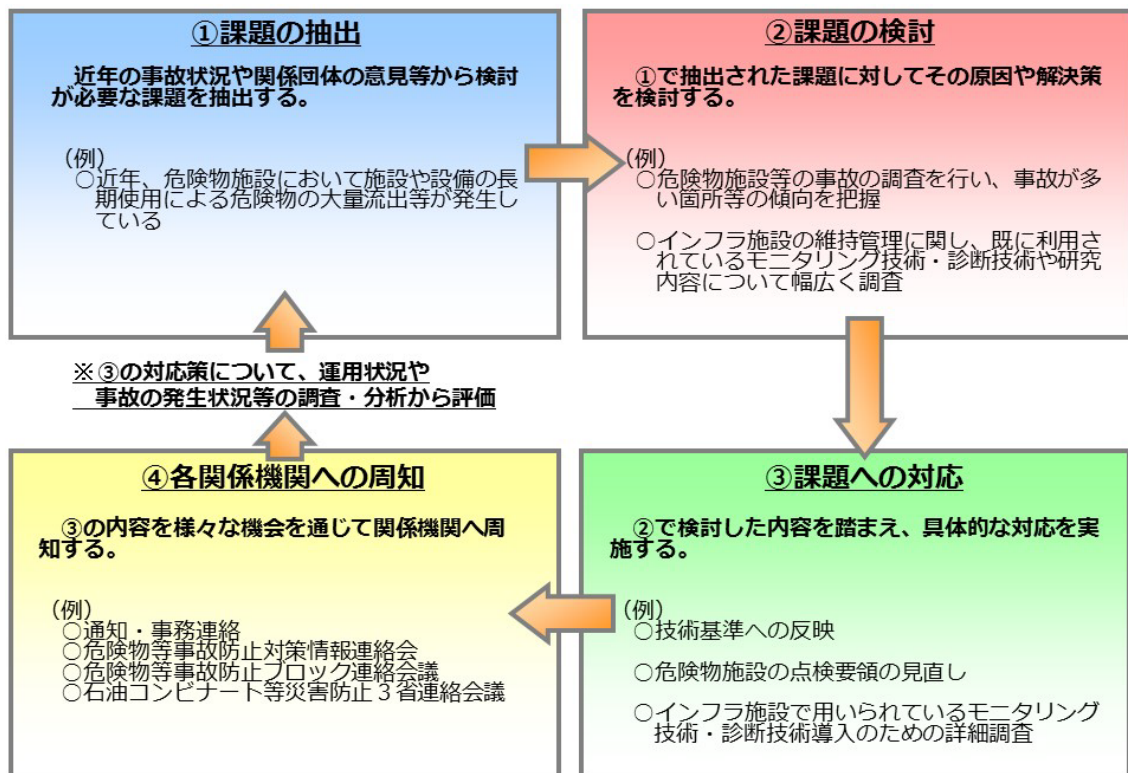 ①課題の抽出
近年の事故状況や関係団体の意見等から検討
が必要な課題を抽出する。
（例）
○近年、危険物施設において施設や設備の長
期使用による危険物の大量流出等が発生し
ている
②課題の検討
①で抽出された課題に対してその原因や解決策
を検討する。
（例）
○危険物施設等の事故の調査を行い、事故が多
い箇所等の傾向を把握
○インフラ施設の維持管理に関し、既に利用さ
れているモニタリング技術・診断技術や研究
内容について幅広く調査
③課題への対応
②で検討した内容を踏まえ、具体的な対応を実
施する。
（例）
○技術基準への反映
○危険物施設の点検要領の見直し
○インフラ施設で用いられているモニタリング
技術・診断技術導入のための詳細調査
④各関係機関への周知
③の内容を様々な機会を通じて関係機関へ周
知する。
（例）
○通知・事務連絡
○危険物等事故防止対策情報連絡会
○危険物等事故防止ブロック連絡会議
○石油コンビナート等災害防止３省連絡会議
※③の対応策について、運用状況や
事故の発生状況等の調査・分析から評価